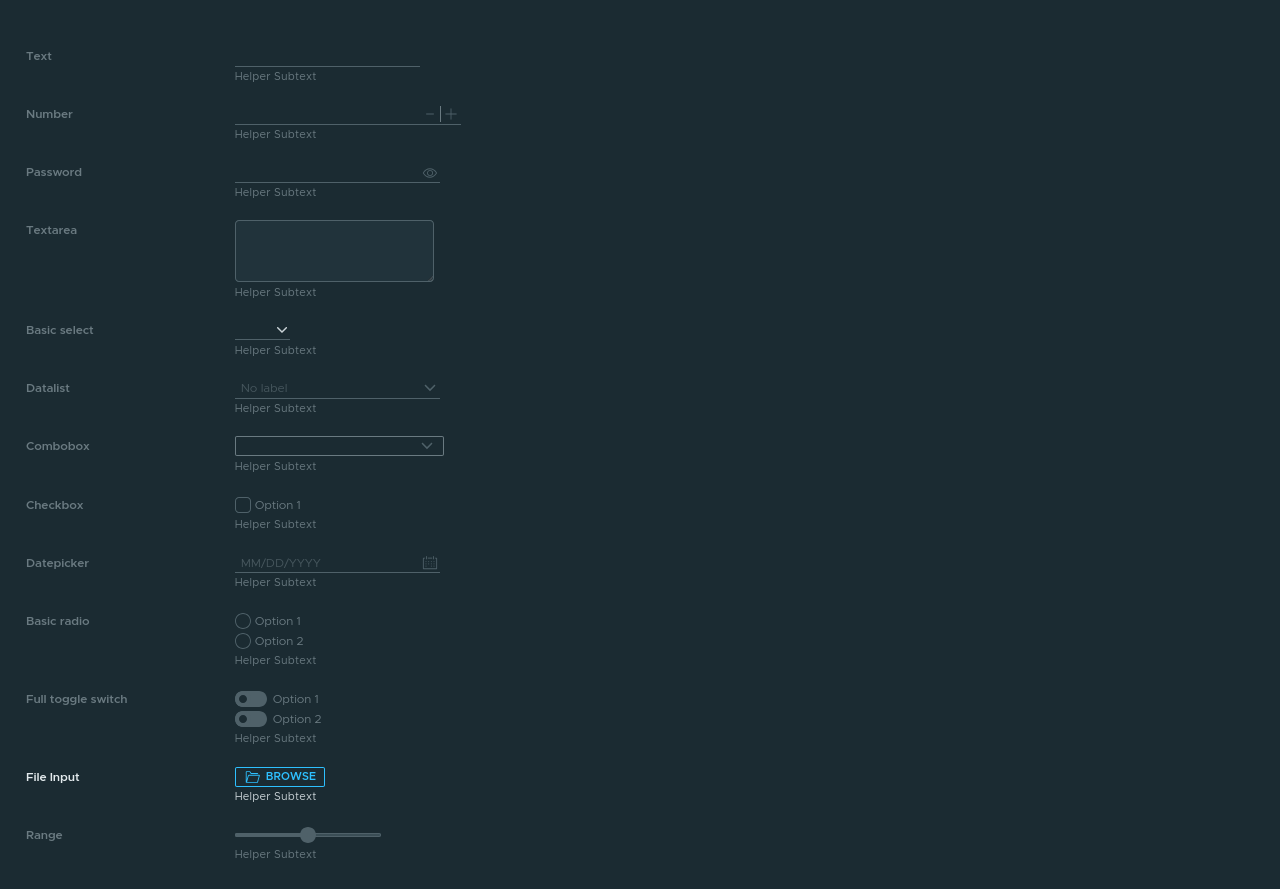 Text
Helper Subtext
Number
Helper Subtext
Password
Helper Subtext
Textarea
Helper Subtext
Basic select
Helper Subtext
Datalist No label
Helper Subtext
Combobox
Helper Subtext
Checkbox Option 1
Helper Subtext
Datepicker MM/DD/YYYY
Helper Subtext
Basic radio Option 1
Option 2
Helper Subtext
Full toggle switch Option 1
Option 2
Helper Subtext
File Input BROWSE
Helper Subtext
Range
Helper Subtext